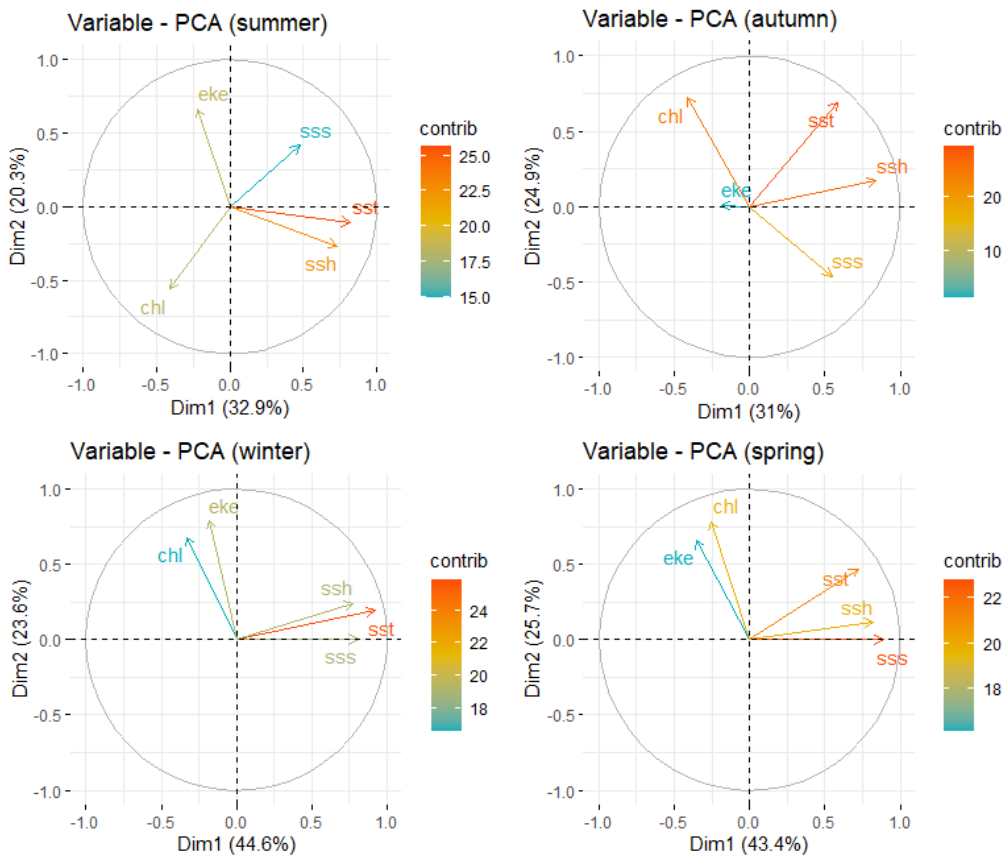 Variable - PCA (summer)
1.0
0.5
0.0
-0.5
-1.0
Dim2 (20.3%)
eke
sss
sst
ssh
chl
-1.0 -0.5 0.0 0.5 1.0
Dim1 (32.9%)
contrib
25.0
22.5
20.0
17.5
15.0
Variable - PCA (autumn)
1.0
0.5
0.0
-0.5
-1.0
Dim2 (24.9%)
chl
sst
ssh
eke
sss
-1.0 -0.5 0.0 0.5 1.0
Dim1 (31%)
contrib
20
10
Variable - PCA (winter)
1.0
0.5
0.0
-0.5
-1.0
Dim2 (23.6%)
eke
chl
ssh
sst
sss
-1.0 -0.5 0.0 0.5 1.0
Dim1 (44.6%)
contrib
24
22
20
18
Variable - PCA (spring)
1.0
0.5
0.0
-0.5
-1.0
Dim2 (25.7%)
chl
eke
sst
ssh
sss
-1.0 -0.5 0.0 0.5 1.0
Dim1 (43.4%)
contrib
22
20
18